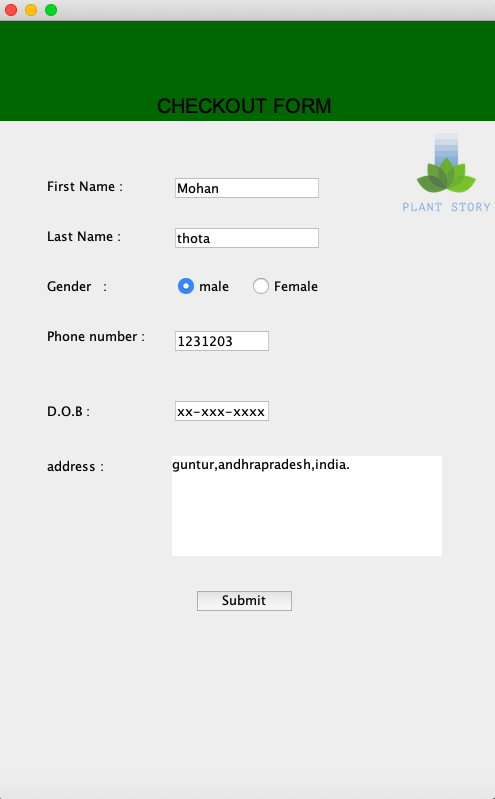 CHECKOUT FORM
PLANT STORY
First Name : Mohan
Last Name : thota
Gender : male Female
Phone number : 1231203
D.O.B : xx-xxx-xxxx
address : guntur,andhrapradesh,india.
Submit